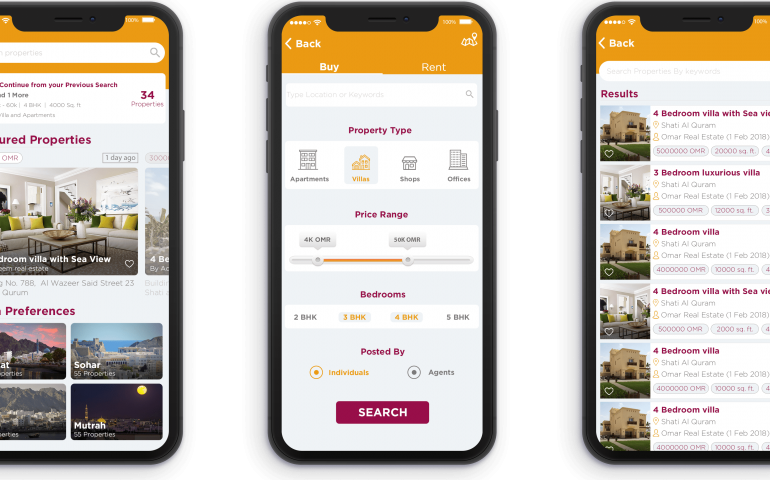 100%
n properties
Continue from your Previous Search
d 1 More
- 60k | 4 BHK | 4000 Sq. ft
illa and Apartments
34
Properties
ured Properties
OMR
1 day ago
droom villa with Sea View
eem real estate
4 Be
By Ac
g No. 788, Al Wazeer Said Street 23
Qurum
Buildin
Preferences
at
perties
Sohar
55 Properties
perties
Mutrah
55 Properties
100%
Back
Buy
Rent
Type Location or Keywords
Property Type
Apartments
Villas
Shops
Offices
Price Range
4K OMR
50K OMR
Bedrooms
2 BHK
3 BHK
4 BHK
5 BHK
Posted By
Individuals
Agents
SEARCH
100%
Back
Search Properties, By keywords
Results
4 Bedroom villa with Sea vie
Shati Al Quram
Omar Real Estate (1 Feb 2018)
5000000 OMR
20000 sq. ft.
4
3 Bedroom luxurious villa
Shati Al Quram
Omar Real Estate (1 Feb 2018)
500000 OMR
12000 sq. ft.
3
4 Bedroom villa
Shati Al Quram
Omar Real Estate (1 Feb 2018)
4000000 OMR
10000 sq. ft.
4
4 Bedroom villa with Sea vie
Shati Al Quram
Omar Real Estate (1 Feb 2018)
500000 OMR
2000 sq. ft.
4
4 Bedroom villa
Shati Al Quram
Omar Real Estate (1 Feb 2018)
4000000 OMR
10000 sq. ft.
4
4 Bedroom villa
Shati Al Quram
Omar Real Estate (1 Feb 2018)
4000000 OMR
10000 sq. ft.
4